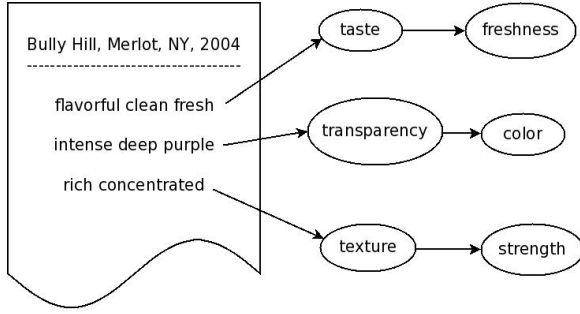 Bully Hill, Merlot, NY, 2004
------------------------------------
flavorful clean fresh
intense deep purple
rich concentrated
taste
freshness
transparency
color
texture
strength